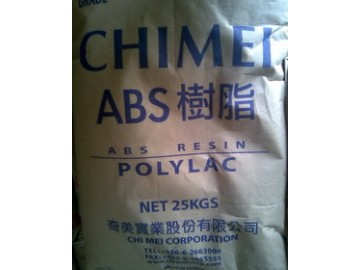 GRADE
CHIMEI
ABS 樹脂
ABS RESIN
POLYLAC
NET 25KGS
奇美實業股份有限公司
CHI MEI CORPORATION